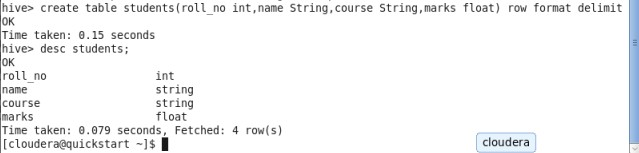 hive> create table students(roll_no int,name String,course String,marks float) row format delimit
OK
Time taken: 0.15 seconds
hive> desc students;
OK
roll_no                 int
name                    string
course                  string
marks                   float
Time taken: 0.079 seconds, Fetched: 4 row(s)
[cloudera@quickstart ~]$
cloudera